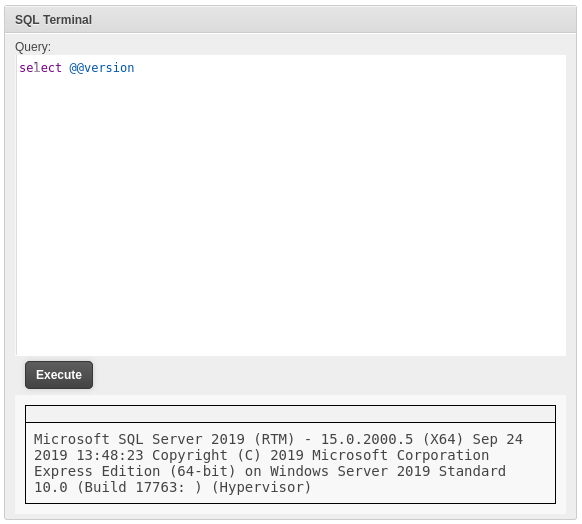 SQL Terminal
Query:
select @@version
Execute
Microsoft SQL Server 2019 (RTM) - 15.0.2000.5 (X64) Sep 24
2019 13:48:23 Copyright (C) 2019 Microsoft Corporation
Express Edition (64-bit) on Windows Server 2019 Standard
10.0 (Build 17763: ) (Hypervisor)